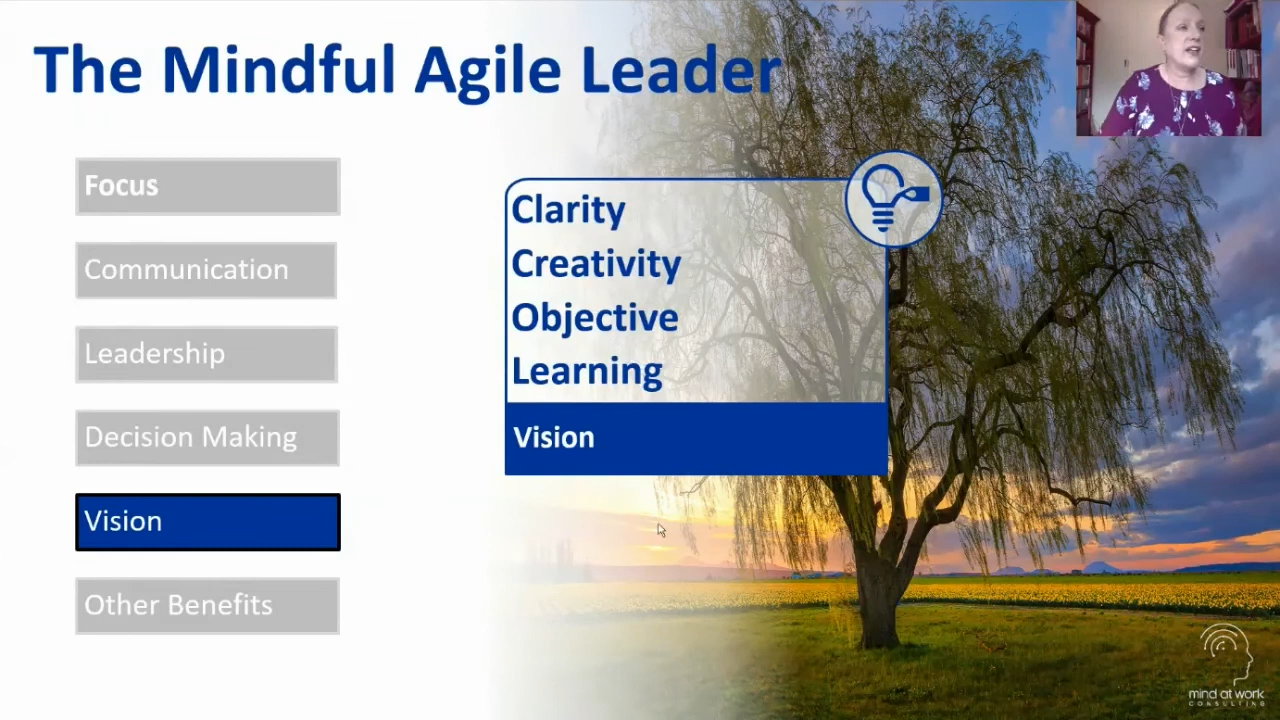 The Mindful Agile Leader
Focus
Communication
Leadership
Decision Making
Vision
Other Benefits
Clarity
Creativity
Objective
Learning
Vision
mind at work
CONSULTING